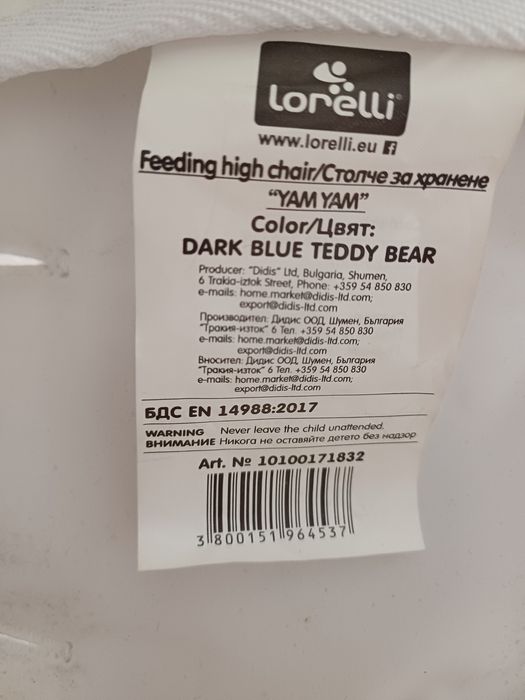 lorelli
www.lorelli.eu
Feeding high chair/Столче за хранене
"YAM YAM"
Color/Цвят:
DARK BLUE TEDDY BEAR
Producer: "Didis" Ltd, Bulgaria, Shumen,
6 Trakia-iztok Street, Phone: +359 54 850 830
e-mails: home.market@didis-ltd.com;
export@didis-ltd.com
Производител: Дидис ООД, Шумен, България
"Тракия-изток" 6 Тел. +359 54 850 830
e-mails: home.market@didis-ltd.com;
export@didis-ltd.com
Вносител: Дидис ООД, Шумен, България
"Тракия-изток" 6 Тел. +359 54 850 830
e-mails: home.market@didis-ltd.com;
export@didis-ltd.com
БДС EN 14988:2017
WARNING Never leave the child unattended.
ВНИМАНИЕ Никога не оставяйте детето без надзор
Art. № 10100171832
3 800151 964537